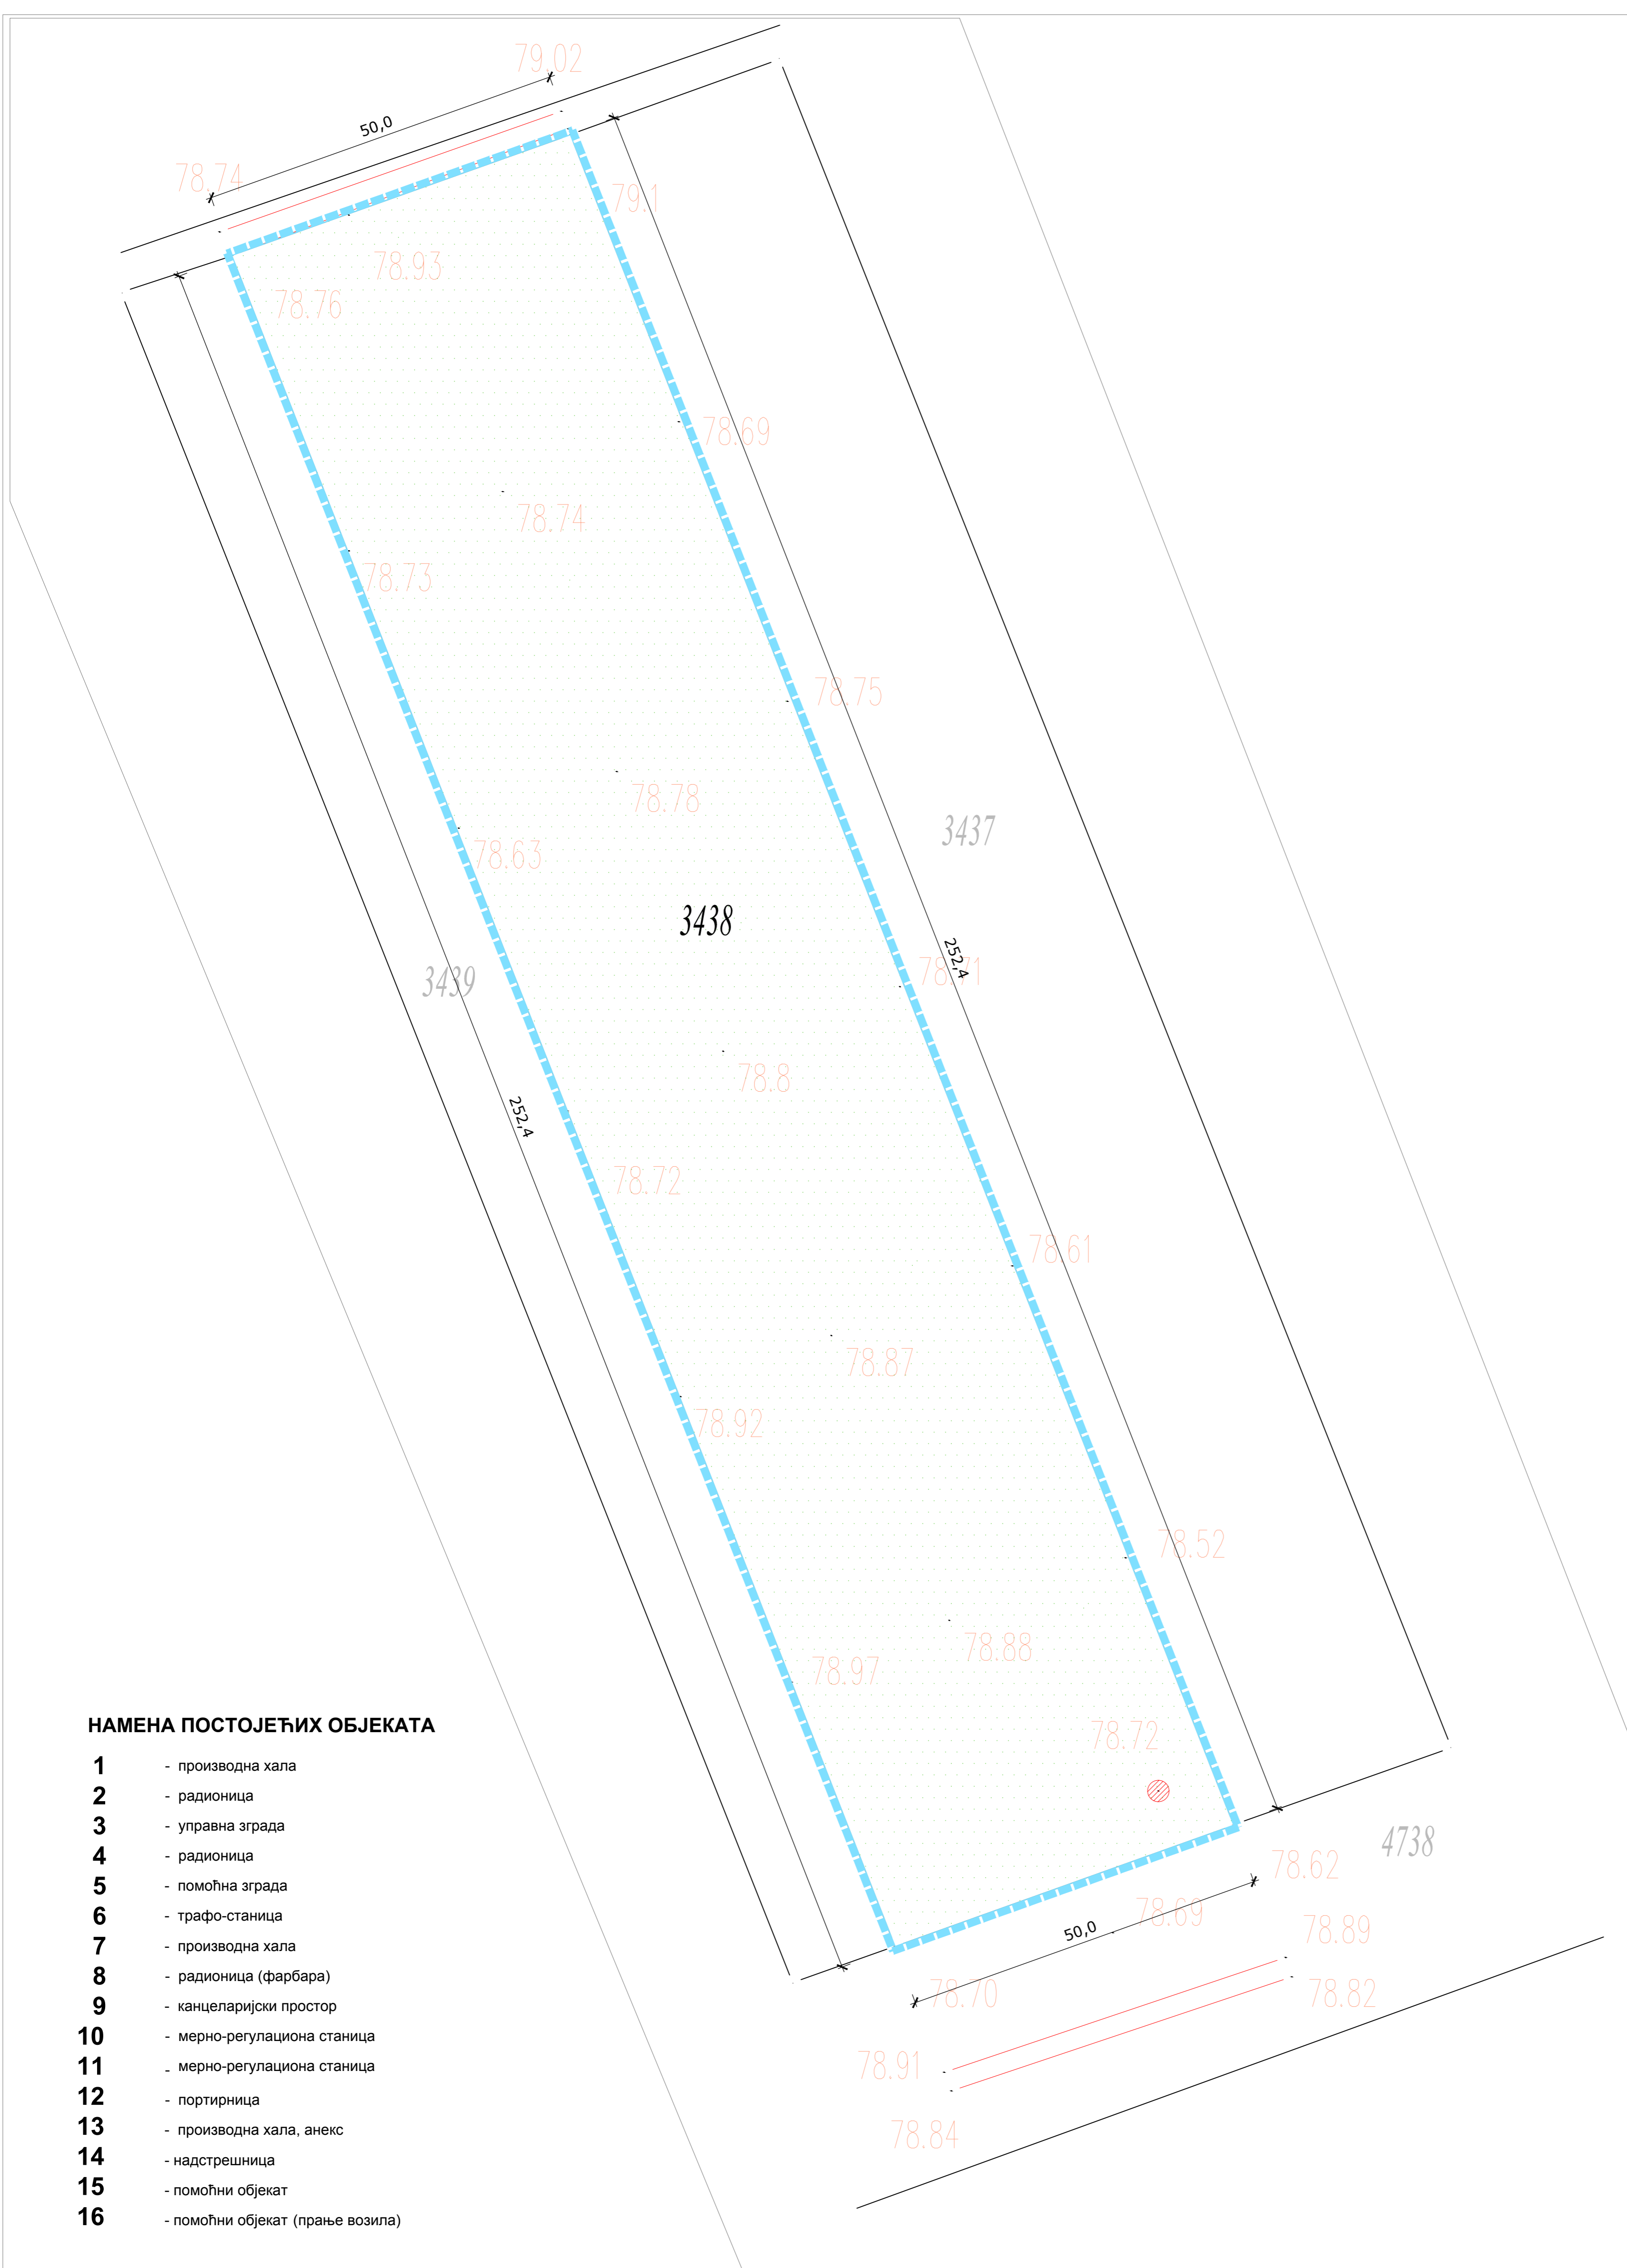 79.02
50,0
78.74
79.1
78.93
78.76
78.69
78.74
78.73
78.75
78.78
3437
78.63
3438
252,4
78.71
3439
78.8
252,4
78.72
78.61
78.87
78.92
78.52
78.88
78.97
78.72
4738
78.62
78.69
50,0
78.89
78.70
78.82
78.91
78.84
НАМЕНА ПОСТОЈЕЋИХ ОБЈЕКАТА
1 - производна хала
2 - радионица
3 - управна зграда
4 - радионица
5 - помоћна зграда
6 - трафо-станица
7 - производна хала
8 - радионица (фарбара)
9 - канцеларијски простор
10 - мерно-регулациона станица
11 - мерно-регулациона станица
12 - портирница
13 - производна хала, анекс
14 - надстрешница
15 - помоћни објекат
16 - помоћни објекат (прање возила)